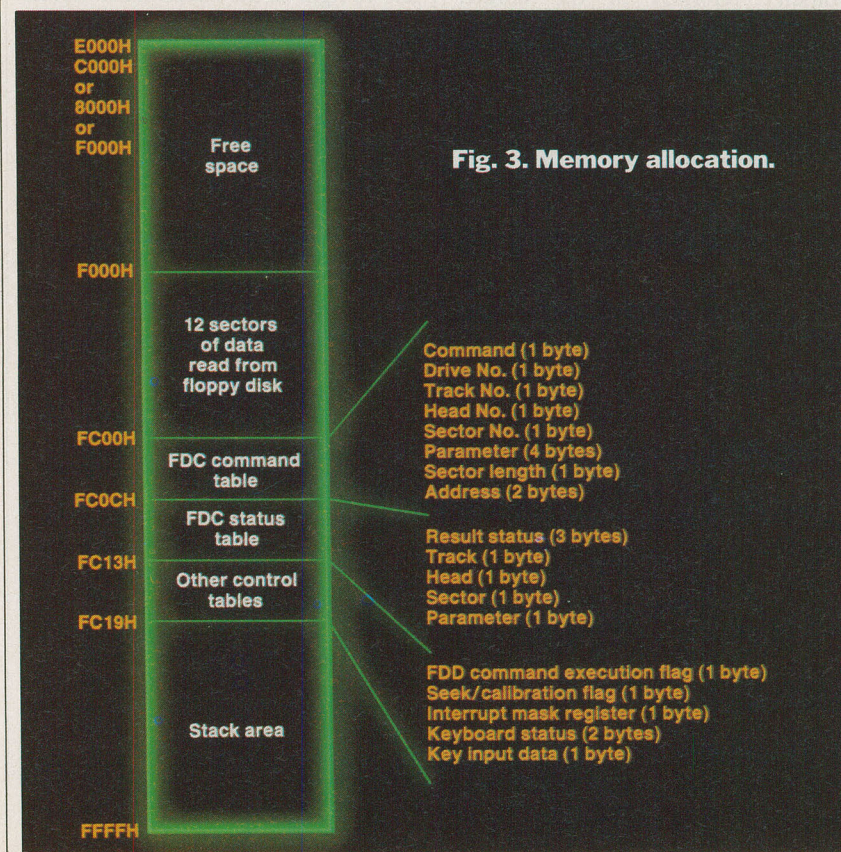 E000H
C000H
or
8000H
or
F000H
Free
space
Fig. 3. Memory allocation.
F000H
12 sectors
of data
read from
floppy disk
FC00H
FDC command
table
FC0CH
FDC status
table
FC13H
Other control
tables
FC19H
Stack area
FFFFH
Command (1 byte)
Drive No. (1 byte)
Track No. (1 byte)
Head No. (1 byte)
Sector No. (1 byte)
Parameter (4 bytes)
Sector length (1 byte)
Address (2 bytes)
Result status (3 bytes)
Track (1 byte)
Head (1 byte)
Sector (1 byte)
Parameter (1 byte)
FDD command execution flag (1 byte)
Seek/calibration flag (1 byte)
Interrupt mask register (1 byte)
Keyboard status (2 bytes)
Key input data (1 byte)